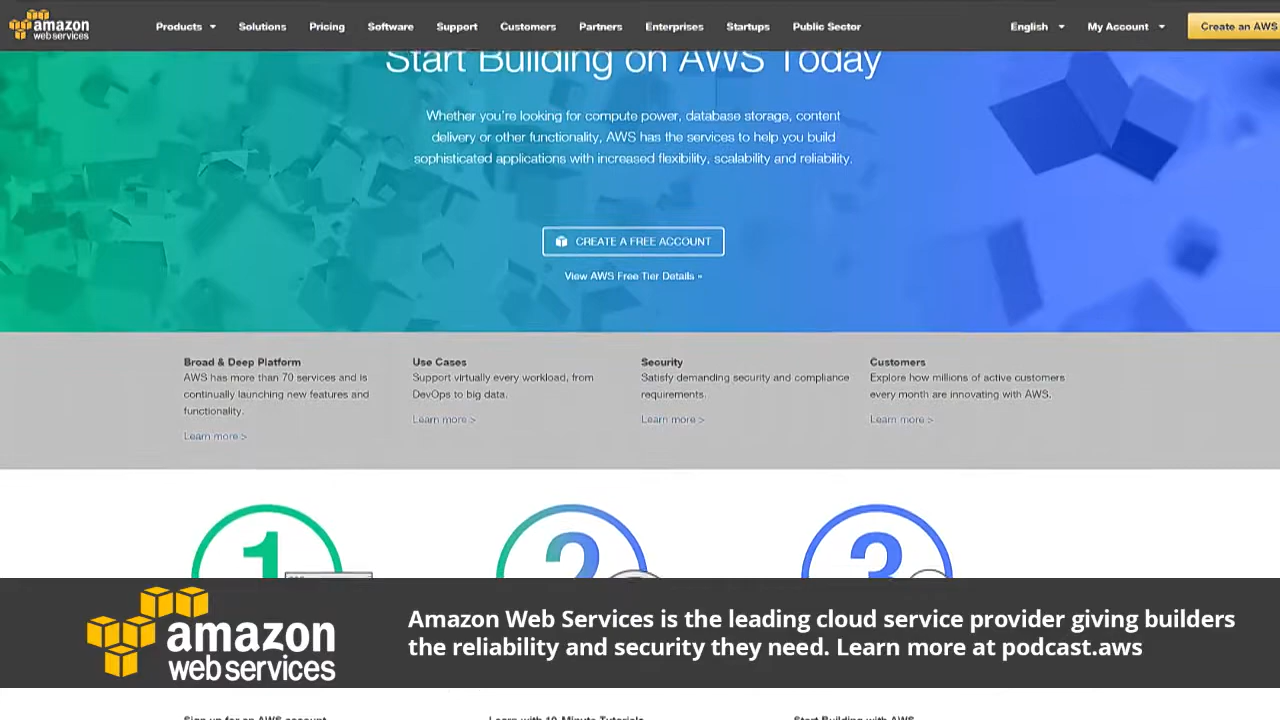 amazon
web services
Products
Solutions
Pricing
Software
Support
Customers
Partners
Enterprises
Startups
Public Sector
English
My Account
Create an AWS
Start Building on AWS Today
Whether you're looking for compute power, database storage, content
delivery or other functionality, AWS has the services to help you build
sophisticated applications with increased flexibility, scalability and reliability.
CREATE A FREE ACCOUNT
View AWS Free Tier Details »
Broad & Deep Platform
AWS has more than 70 services and is
continually launching new features and
functionality.
Learn more >
Use Cases
Support virtually every workload, from
DevOps to big data.
Learn more >
Security
Satisfy demanding security and compliance
requirements.
Learn more >
Customers
Explore how millions of active customers
every month are innovating with AWS.
Learn more >
1
2
3
amazon
web services
Amazon Web Services is the leading cloud service provider giving builders
the reliability and security they need. Learn more at podcast.aws
Sign up for an AWS account
Learn with 10-Minute Tutorials
Start Building with AWS